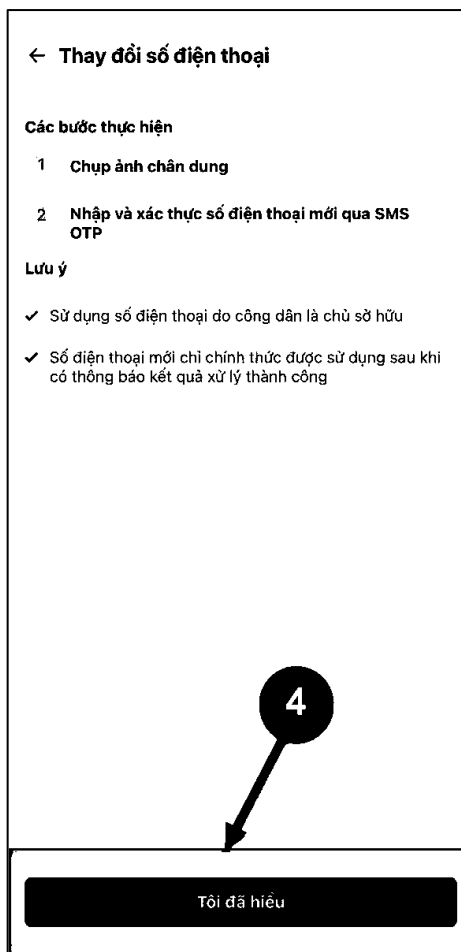 ← Thay đổi số điện thoại
Các bước thực hiện
1 Chụp ảnh chân dung
2 Nhập và xác thực số điện thoại mới qua SMS
OTP
Lưu ý
✓ Sử dụng số điện thoại do công dân là chủ sở hữu
✓ Số điện thoại mới chỉ chính thức được sử dụng sau khi
có thông báo kết quả xử lý thành công
4
Tôi đã hiểu